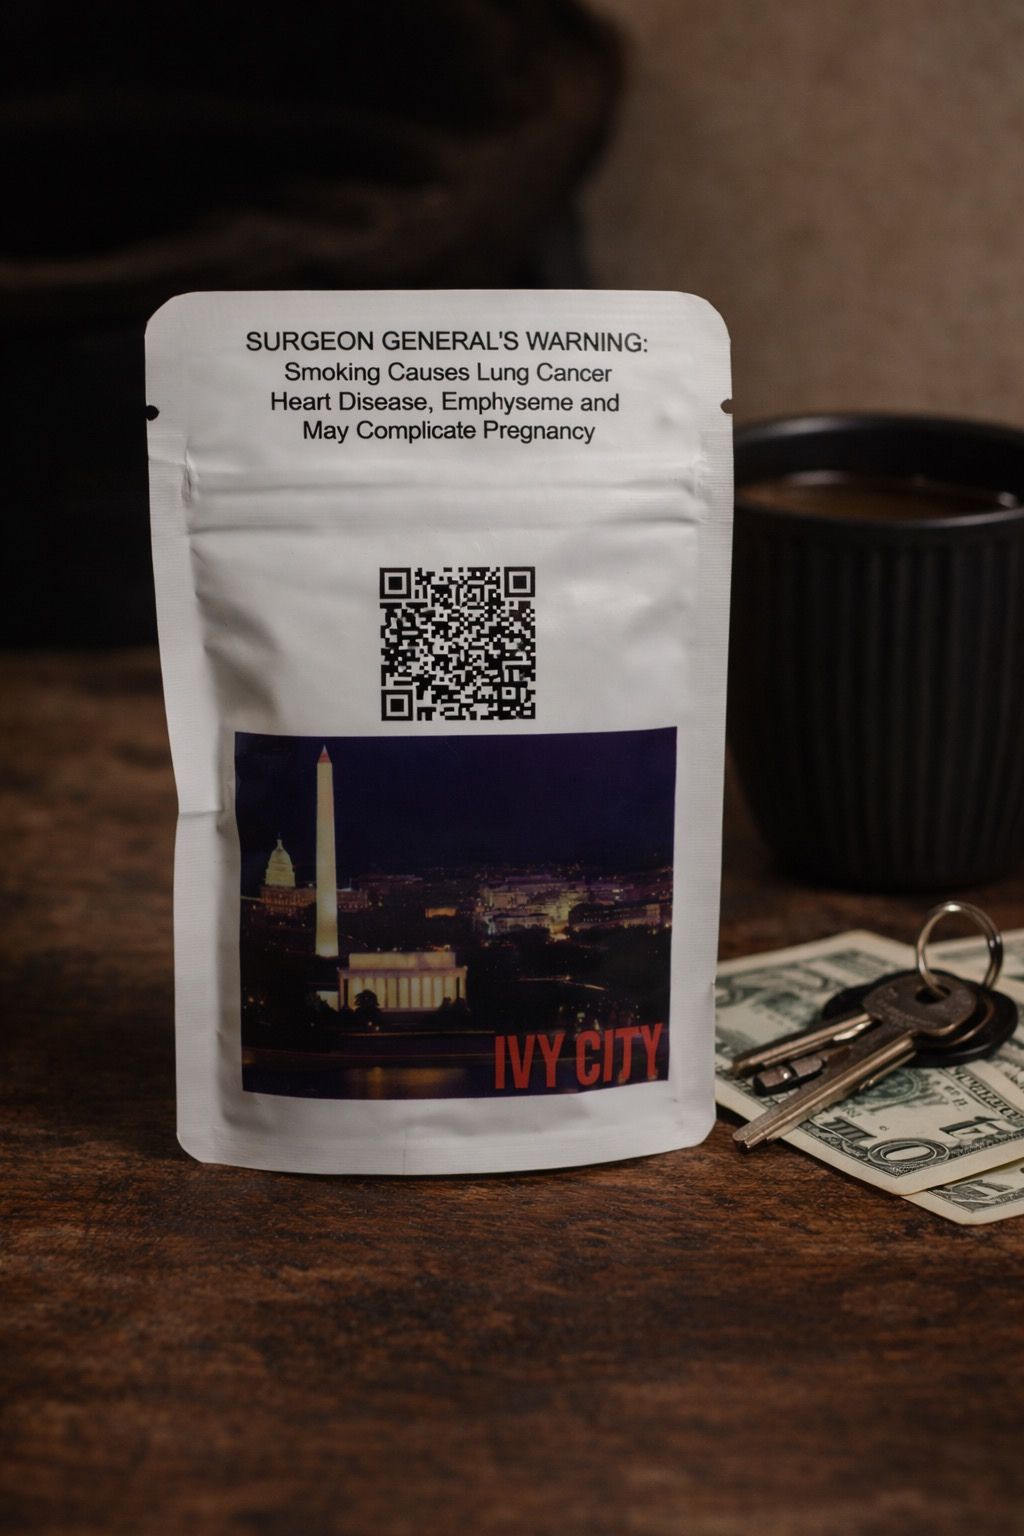 SURGEON GENERAL'S WARNING:
Smoking Causes Lung Cancer
Heart Disease, Emphyseme and
May Complicate Pregnancy
IVY CITY